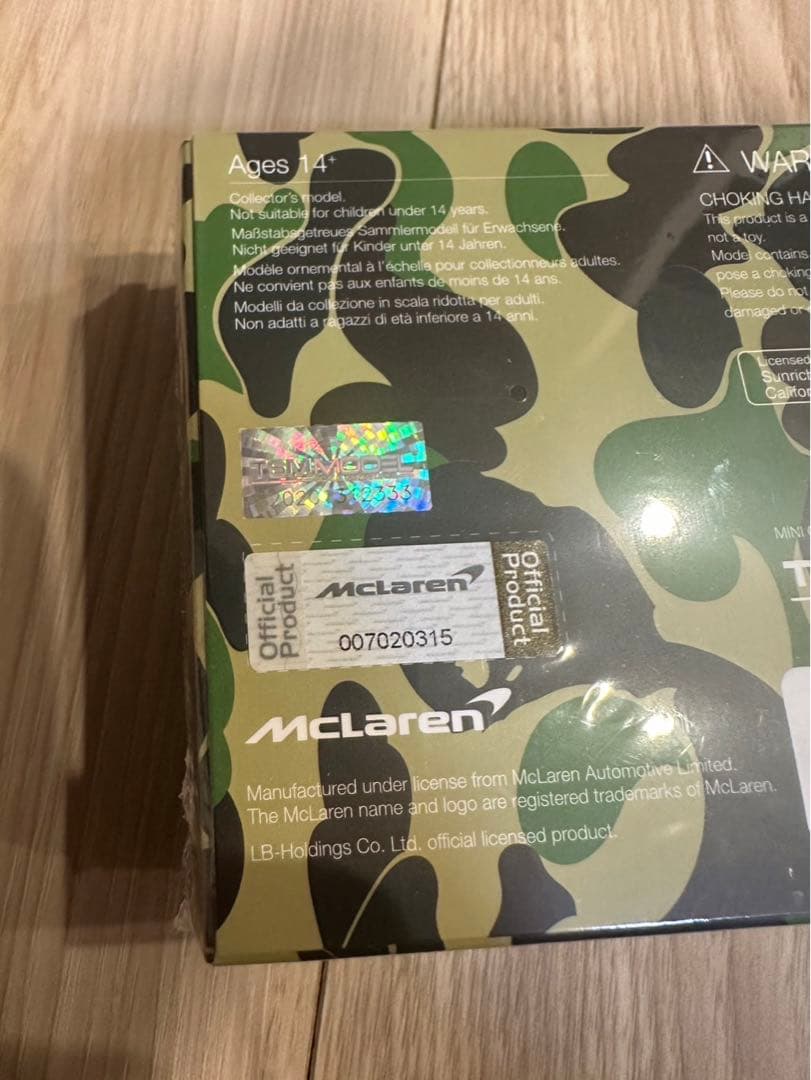 Ages 14+
Collector's model.
Not suitable for children under 14 years.
Maßstabsgetreues Sammlermodell für Erwachsene.
Nicht geeignet für Kinder unter 14 Jahren.
Modèle ornemental à l'échelle pour collectionneurs adultes.
Ne convient pas aux enfants de moins de 14 ans.
Modelli da collezione in scala ridotta per adulti.
Non adatti a ragazzi di età inferiore a 14 anni.
WAR
CHOKING HA
This product is a
not a toy.
Model contains
pose a chokin
Please do not
damaged or
Licensed
Sunrich
Califor
TSM-MODEL
MINI
Official Product
McLaren
007020315
Official Product
McLaren
Manufactured under license from McLaren Automotive Limited.
The McLaren name and logo are registered trademarks of McLaren.
LB-Holdings Co. Ltd. official licensed product.